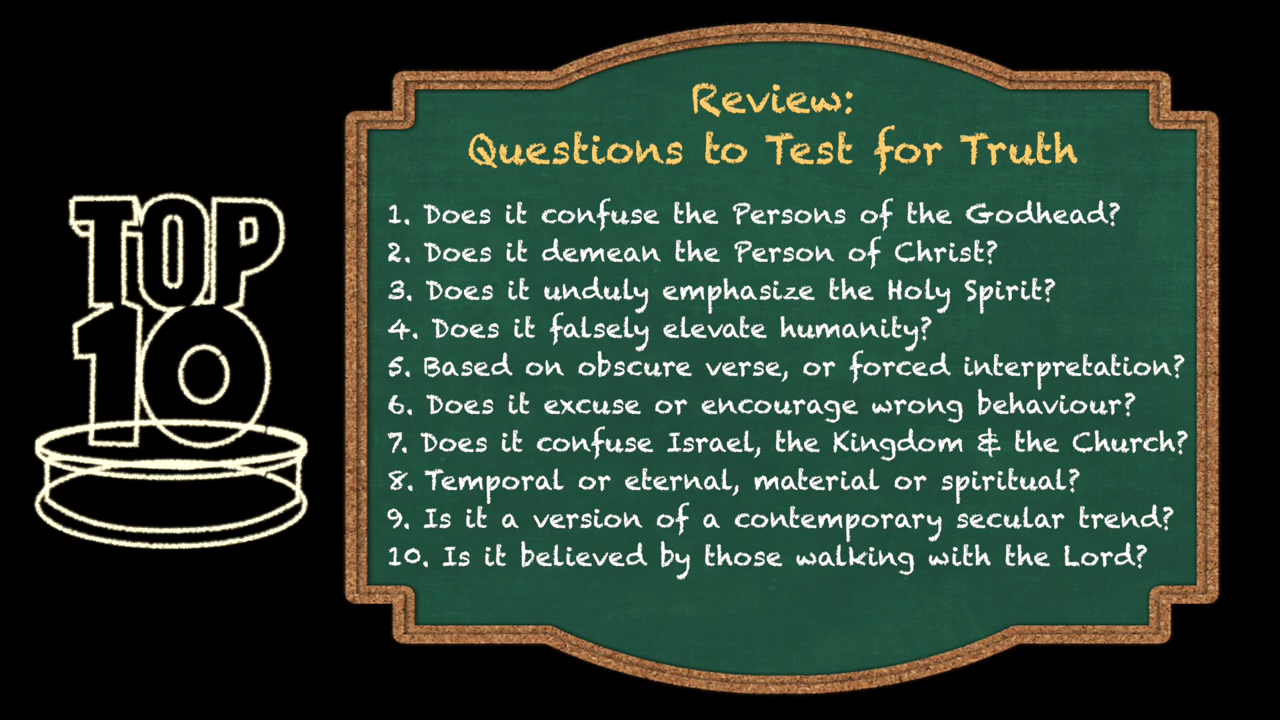 TOP
10
Review:
Questions to Test for Truth
1. Does it confuse the Persons of the Godhead?
2. Does it demean the Person of Christ?
3. Does it unduly emphasize the Holy Spirit?
4. Does it falsely elevate humanity?
5. Based on obscure verse, or forced interpretation?
6. Does it excuse or encourage wrong behaviour?
7. Does it confuse Israel, the Kingdom & the Church?
8. Temporal or eternal, material or spiritual?
9. Is it a version of a contemporary secular trend?
10. Is it believed by those walking with the Lord?